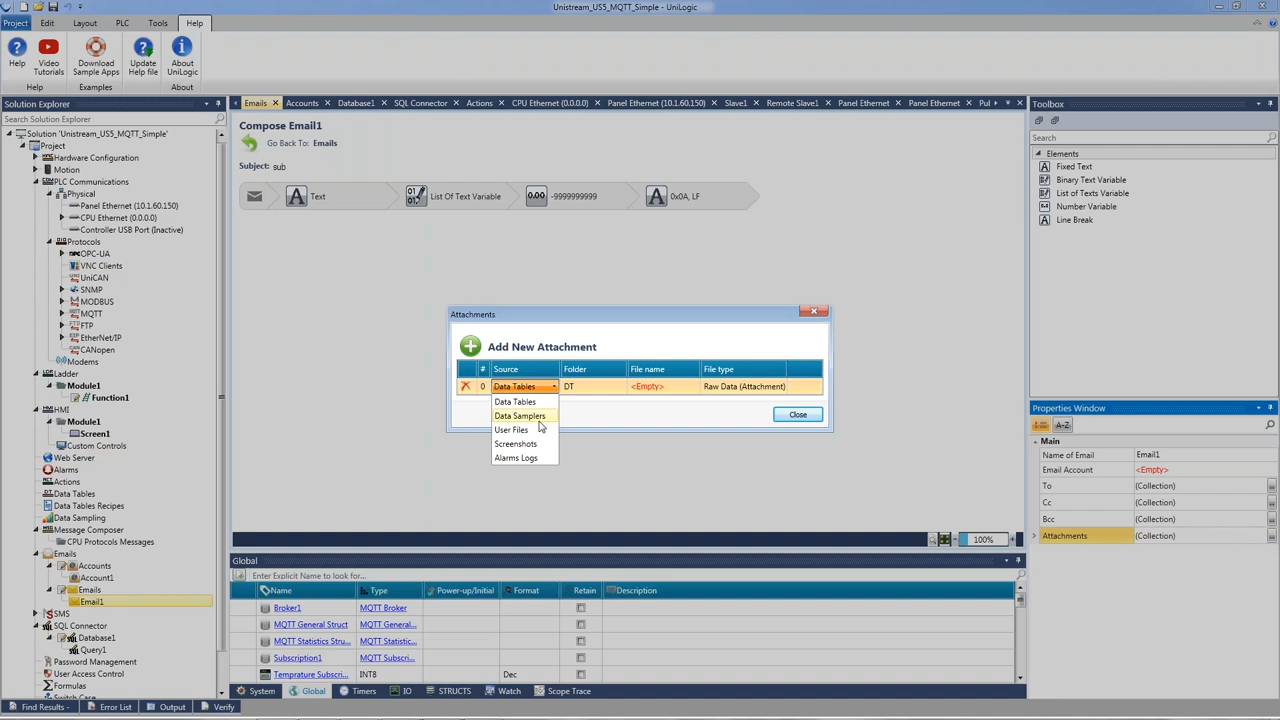 Unistream_US5_MQTT_Simple - UniLogic
Project Edit Layout PLC Tools Help
Help
Video Tutorials
Download Sample Apps
Update Help file
About UniLogic
Help Examples About
Solution Explorer
Search Solution Explorer
Solution 'Unistream_US5_MQTT_Simple'
Project
Hardware Configuration
Motion
PLC Communications
Physical
Panel Ethernet (10.1.60.150)
CPU Ethernet (0.0.0.0)
Controller USB Port (Inactive)
Protocols
OPC-UA
VNC Clients
UniCAN
SNMP
MODBUS
MQTT
FTP
EtherNet/IP
CANopen
Modems
Ladder
Module1
Function1
HMI
Module1
Screen1
Custom Controls
Web Server
Alarms
Actions
Data Tables
Data Tables Recipes
Data Sampling
Message Composer
CPU Protocols Messages
Emails
Accounts
Account1
Emails
Email1
SMS
SQL Connector
Database1
Query1
Password Management
User Access Control
Formulas
Switch Case
Emails Accounts Database1 SQL Connector Actions CPU Ethernet (0.0.0.0) Panel Ethernet (10.1.60.150) Slave1 Remote Slave1 Panel Ethernet Panel Ethernet Pul
Compose Email1
Go Back To: Emails
Subject: sub
Text
List Of Text Variable
0.00 -9999999999
0x0A, LF
Attachments
Add New Attachment
# Source Folder File name File type
0 Data Tables DT <Empty> Raw Data (Attachment)
Data Tables
Data Samplers
User Files
Screenshots
Alarms Logs
Close
100%
Global
Enter Explicit Name to look for...
Name Type Power-up/Initial Format Retain Description
Broker1 MQTT Broker
MQTT General Struct MQTT General...
MQTT Statistics Stru... MQTT Statistic...
Subscription1 MQTT Subscri...
Temprature Subscri... INT8 Dec
System Global Timers IO STRUCTS Watch Scope Trace
Toolbox
Search
Elements
Fixed Text
Binary Text Variable
List of Texts Variable
Number Variable
Line Break
Properties Window
A-Z
Main
Name of Email Email1
Email Account <Empty>
To (Collection)
Cc (Collection)
Bcc (Collection)
Attachments (Collection)
Find Results - Error List Output Verify